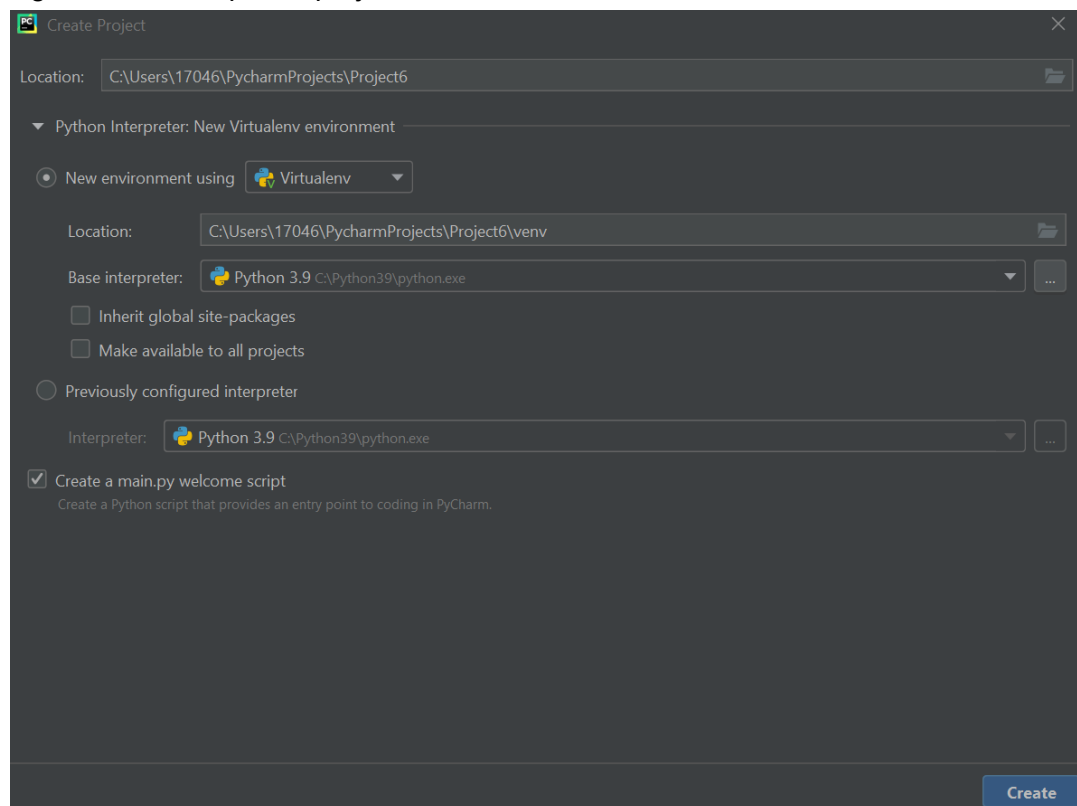 Create Project
Location: C:\Users\17046\PycharmProjects\Project6
Python Interpreter: New Virtualenv environment
New environment using Virtualenv
Location: C:\Users\17046\PycharmProjects\Project6\venv
Base interpreter: Python 3.9 C:\Python39\python.exe ...
Inherit global site-packages
Make available to all projects
Previously configured interpreter
Interpreter: Python 3.9 C:\Python39\python.exe ...
Create a main.py welcome script
Create a Python script that provides an entry point to coding in PyCharm.
Create